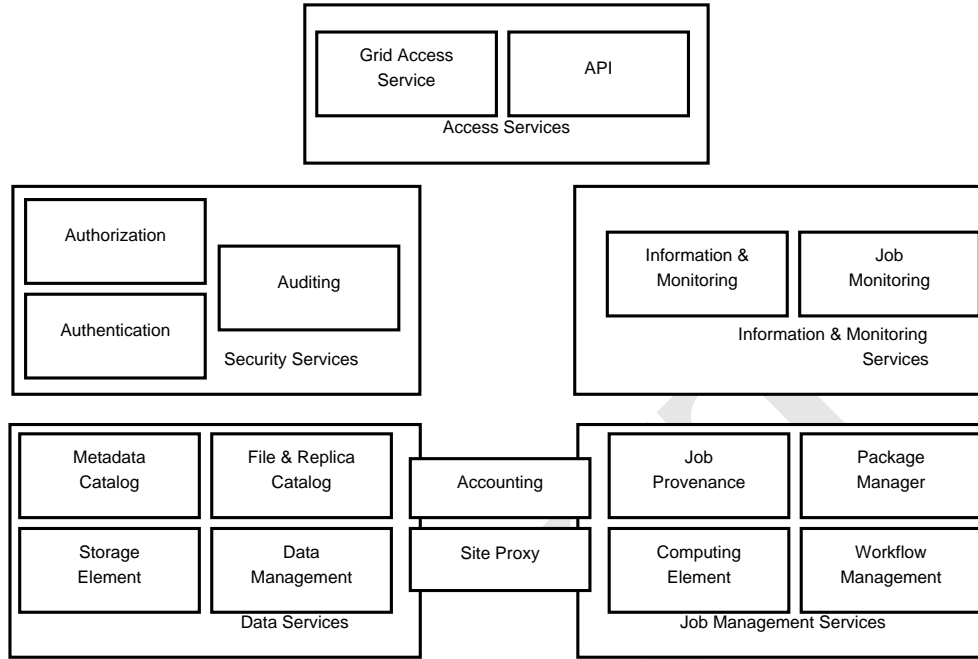 Grid Access
Service
API
Access Services
Authorization
Auditing
Authentication
Security Services
Information &
Monitoring
Job
Monitoring
Information & Monitoring
Services
Metadata
Catalog
File & Replica
Catalog
Storage
Element
Data
Management
Data Services
Accounting
Site Proxy
Job
Provenance
Package
Manager
Computing
Element
Workflow
Management
Job Management Services